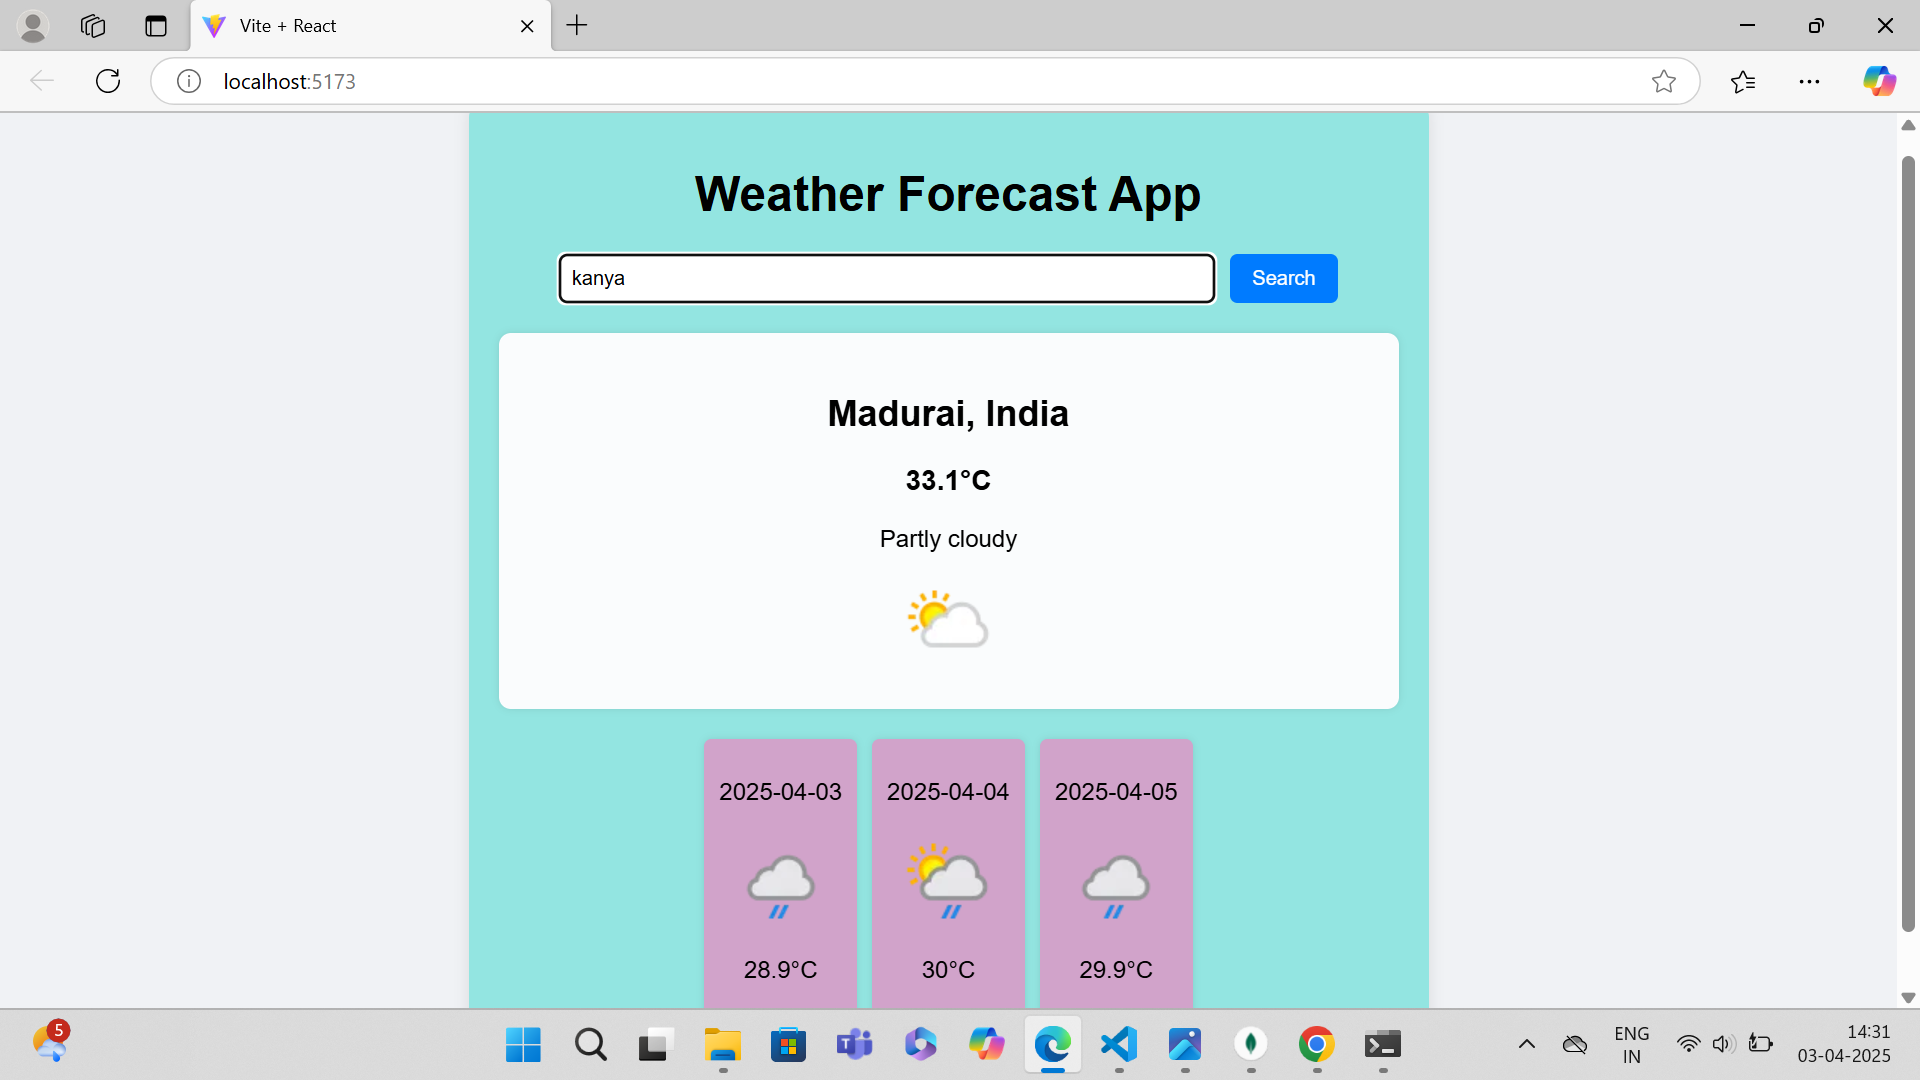 Vite + React
localhost:5173
Weather Forecast App
kanya
Search
Madurai, India
33.1°C
Partly cloudy
2025-04-03 2025-04-04 2025-04-05
28.9°C 30°C 29.9°C
5
T
ENG
IN
14:31
03-04-2025